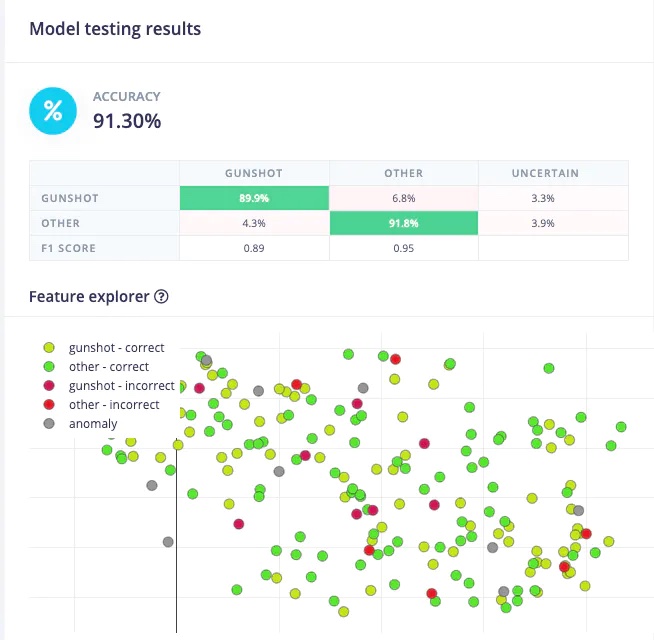 Model testing results
%
ACCURACY
91.30%
GUNSHOT OTHER UNCERTAIN
GUNSHOT 89.9% 6.8% 3.3%
OTHER 4.3% 91.8% 3.9%
F1 SCORE 0.89 0.95
Feature explorer ?
gunshot - correct
other - correct
gunshot - incorrect
other - incorrect
anomaly